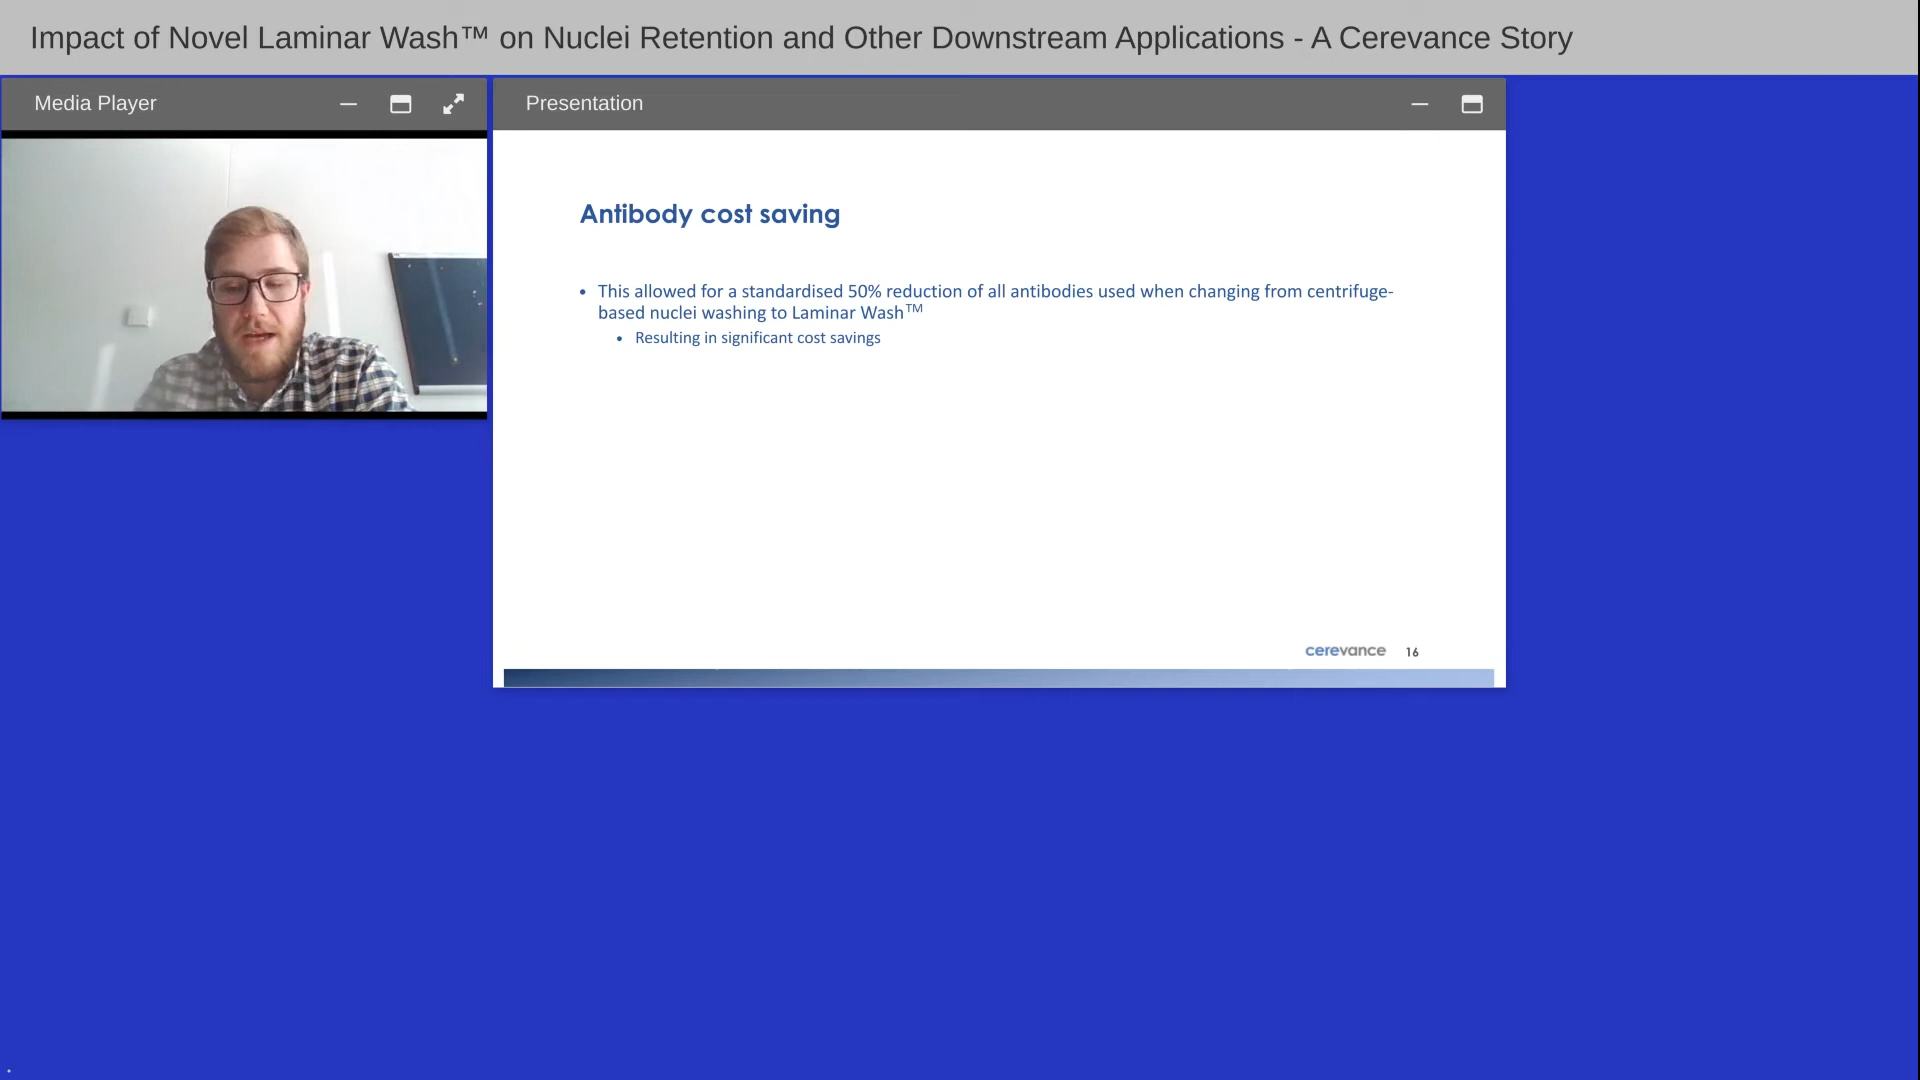 Impact of Novel Laminar Wash™ on Nuclei Retention and Other Downstream Applications - A Cerevance Story
Media Player
Presentation
Antibody cost saving
• This allowed for a standardised 50% reduction of all antibodies used when changing from centrifuge-
based nuclei washing to Laminar Wash™
• Resulting in significant cost savings
cerevance 16